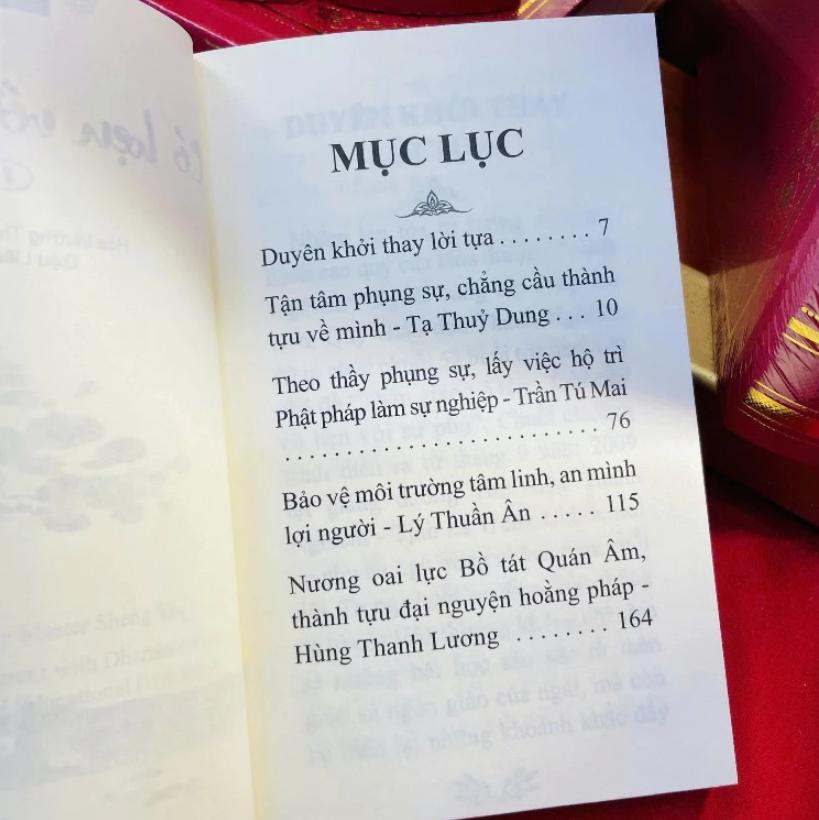 MỤC LỤC
Duyên khởi thay lời tựa . . . . . . . . 7
Tận tâm phụng sự, chẳng cầu thành
tựu về mình - Tạ Thuỷ Dung . . . 10
Theo thầy phụng sự, lấy việc hộ trì
Phật pháp làm sự nghiệp - Trần Tú Mai
. . . . . . . . . . . . . . . . . . . . . . . . . . . 76
Bảo vệ môi trường tâm linh, an mình
lợi người - Lý Thuần Ân . . . . . 115
Nương oai lực Bồ tát Quán Âm,
thành tựu đại nguyện hoằng pháp -
Hùng Thanh Lương . . . . . . . . 164